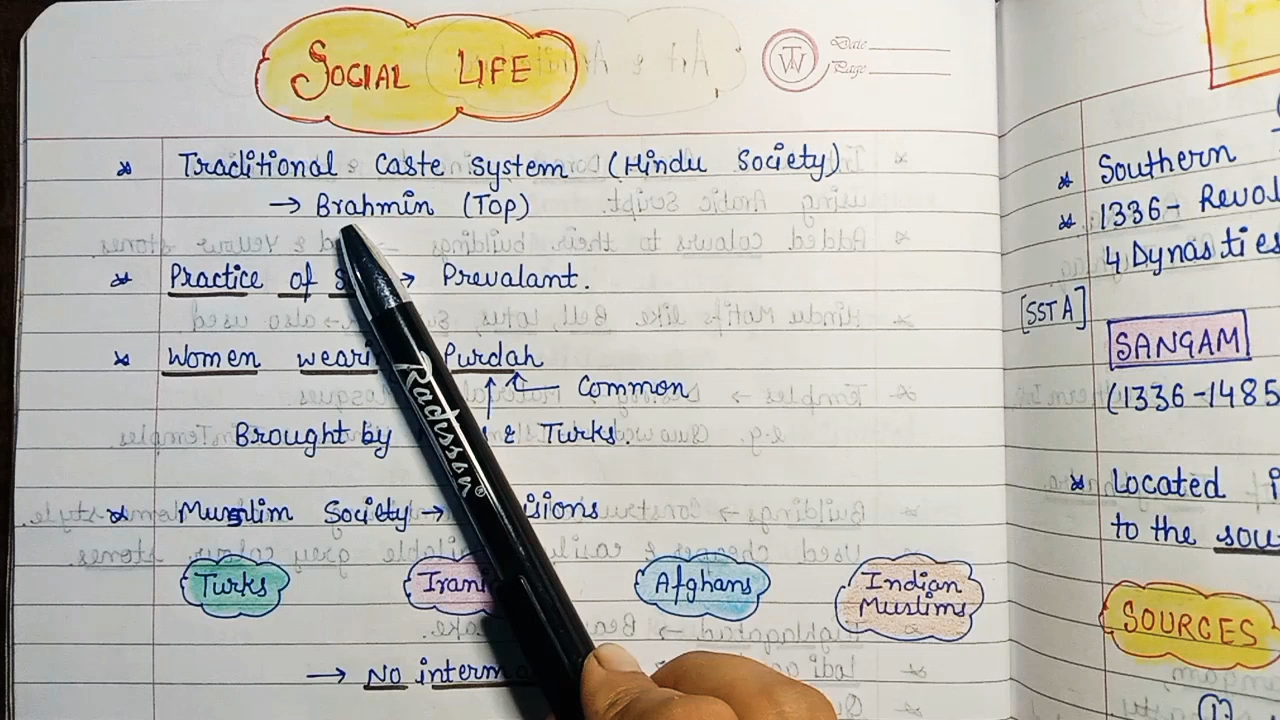 SOCIAL LIFE
Date
Page
* Traditional Caste System (Hindu Society)
→ Brahmin (Top)
* Practice of → Prevalant.
* Women Purdah
Common
Brought by & Turks.
* Muslim Society →
Turks
Afghans
Indian Muslims
→ No
Radisson®
* Southern
* 1336-
4 Dynasties
[SSTA]
SANGAM
(1336-1485
* Located
to the
SOURCES
①